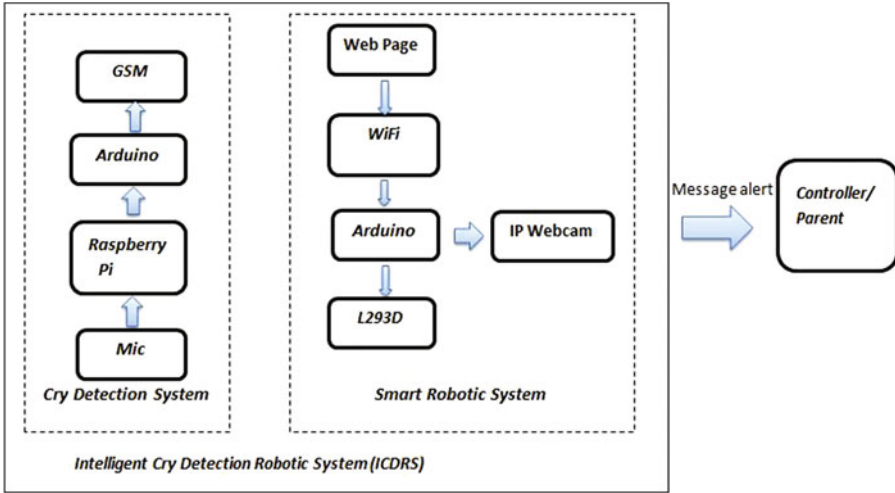 GSM
Arduino
Raspberry
Pi
Mic
Cry Detection System
Web Page
WiFi
Arduino
IP Webcam
L293D
Smart Robotic System
Intelligent Cry Detection Robotic System (ICDRS)
Message alert
Controller/
Parent